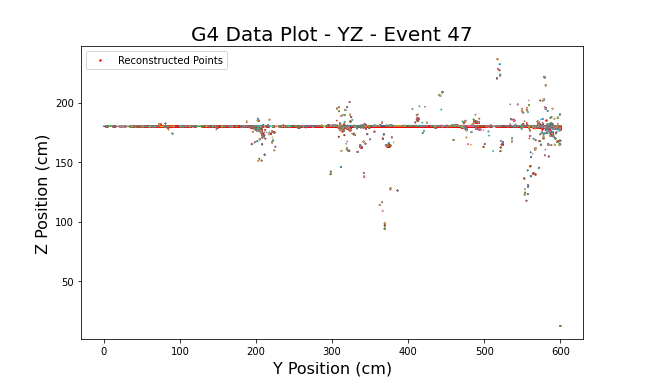 G4 Data Plot - YZ - Event 47
Reconstructed Points
Z Position (cm)
200
150
100
50
0 100 200 300 400 500 600
Y Position (cm)